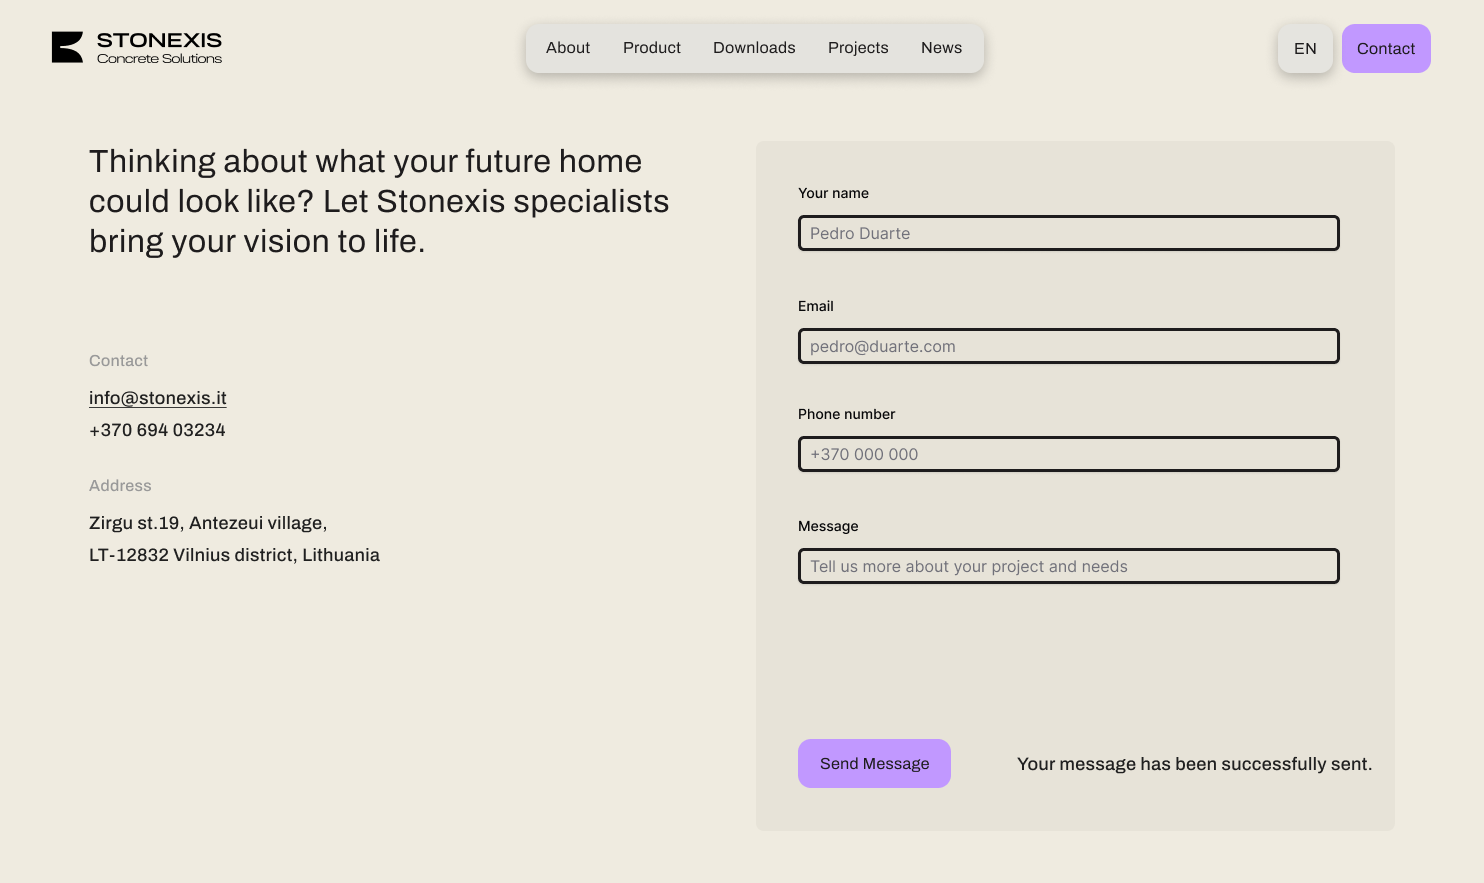 STONEXIS
Concrete Solutions
About
Product
Downloads
Projects
News
EN
Contact
Thinking about what your future home
could look like? Let Stonexis specialists
bring your vision to life.
Contact
info@stonexis.it
+370 694 03234
Address
Zirgu st.19, Antezeui village,
LT-12832 Vilnius district, Lithuania
Your name
Pedro Duarte
Email
pedro@duarte.com
Phone number
+370 000 000
Message
Tell us more about your project and needs
Send Message
Your message has been successfully sent.